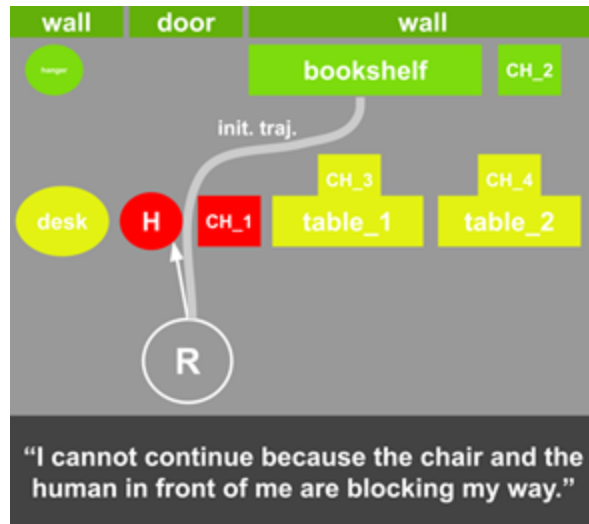 wall door wall
hanger bookshelf CH_2
init. traj.
CH_3 CH_4
desk H CH_1 table_1 table_2
R
“I cannot continue because the chair and the
human in front of me are blocking my way.”